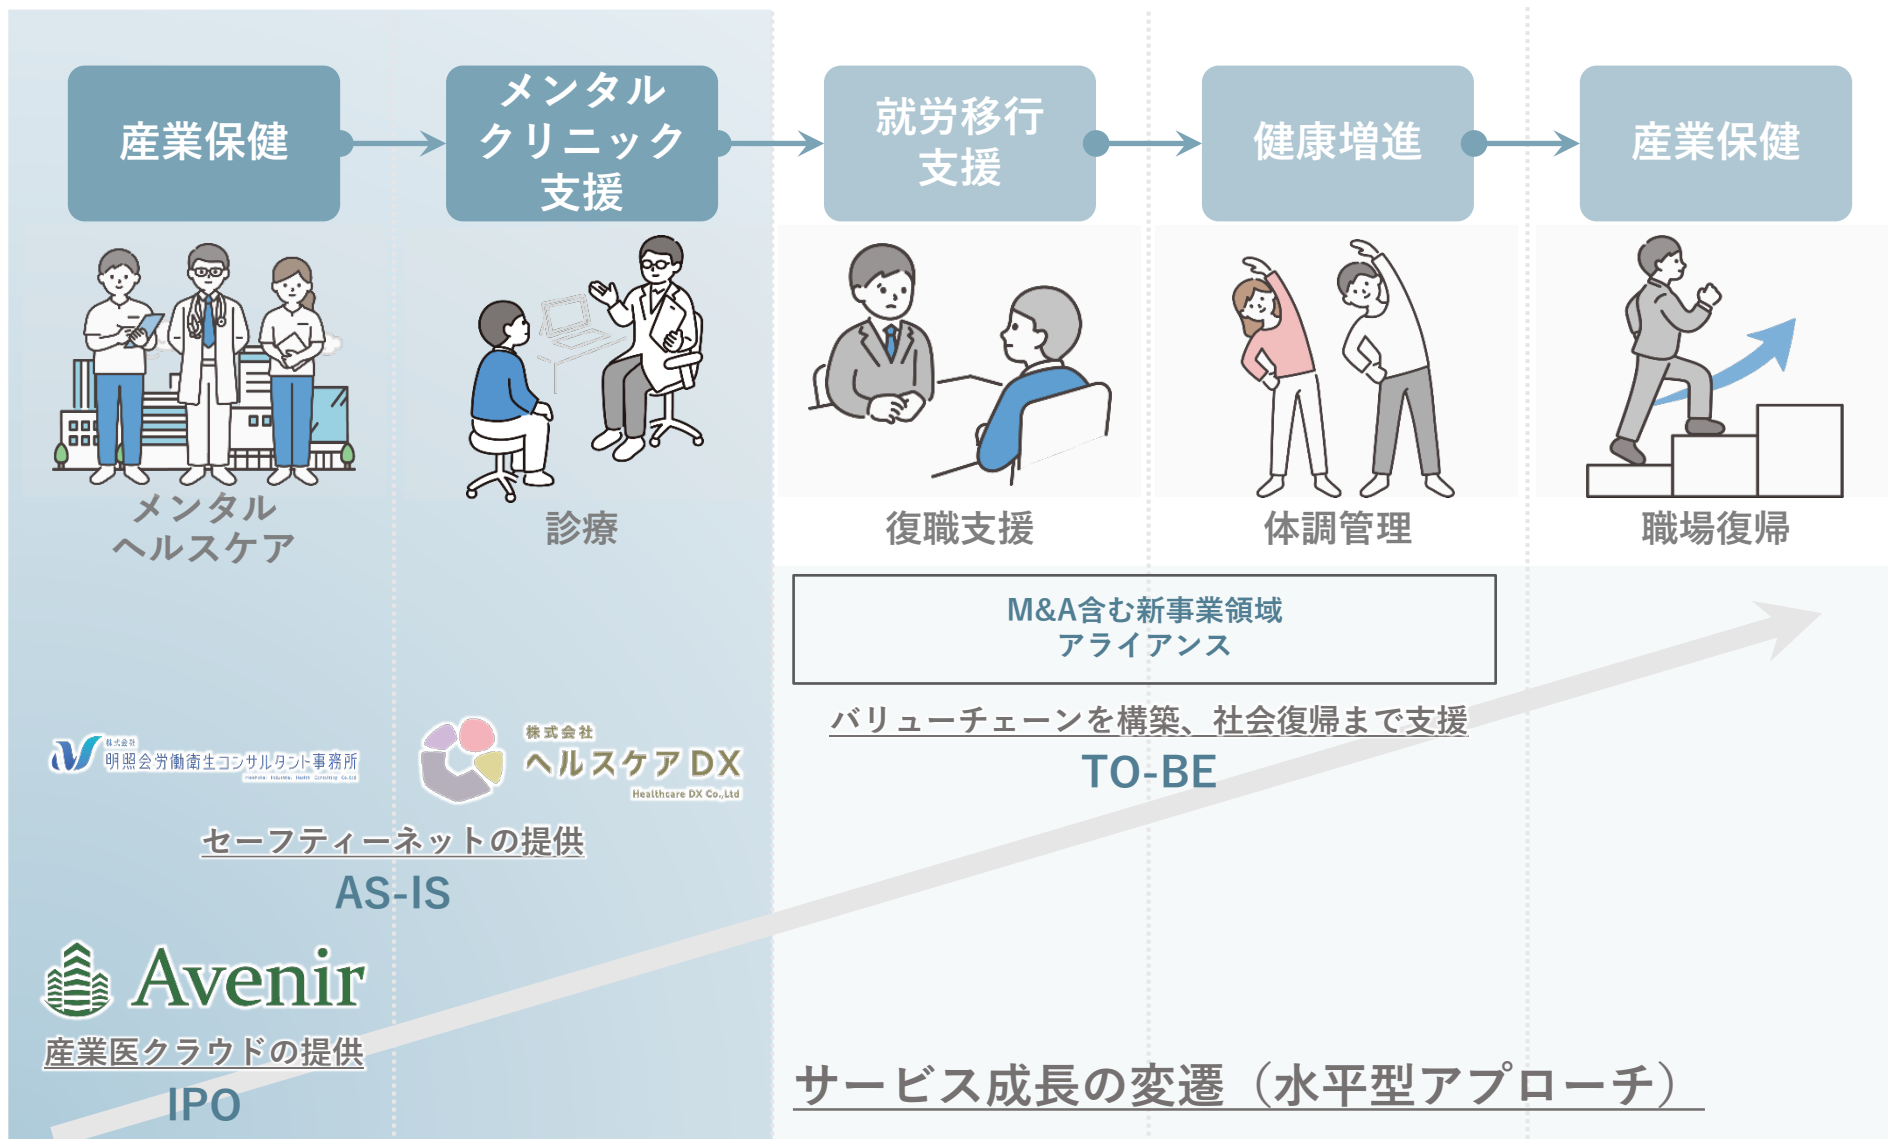 産業保健
メンタル
クリニック
支援
就労移行
支援
健康増進
産業保健
メンタル
ヘルスケア
診療
復職支援
体調管理
職場復帰
M&A含む新事業領域
アライアンス
バリューチェーンを構築、社会復帰まで支援
TO-BE
株式会社
明照会労働衛生コンサルタント事務所
株式会社
ヘルスケアDX
Healthcare DX Co.,Ltd
セーフティーネットの提供
AS-IS
Avenir
産業医クラウドの提供
IPO
サービス成長の変遷（水平型アプローチ）